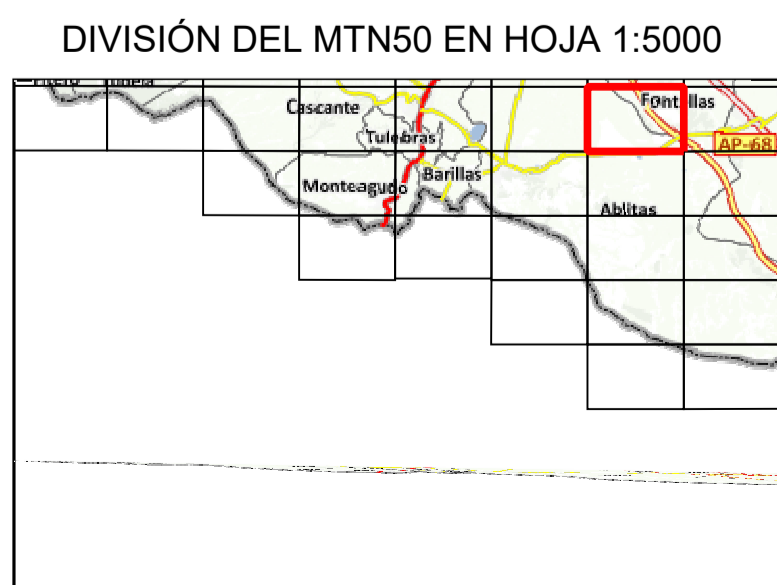 DIVISIÓN DEL MTN50 EN HOJA 1:5000
Cascante
Fontellas
Tulebras
AP-68
Barillas
Monteagudo
Ablitas